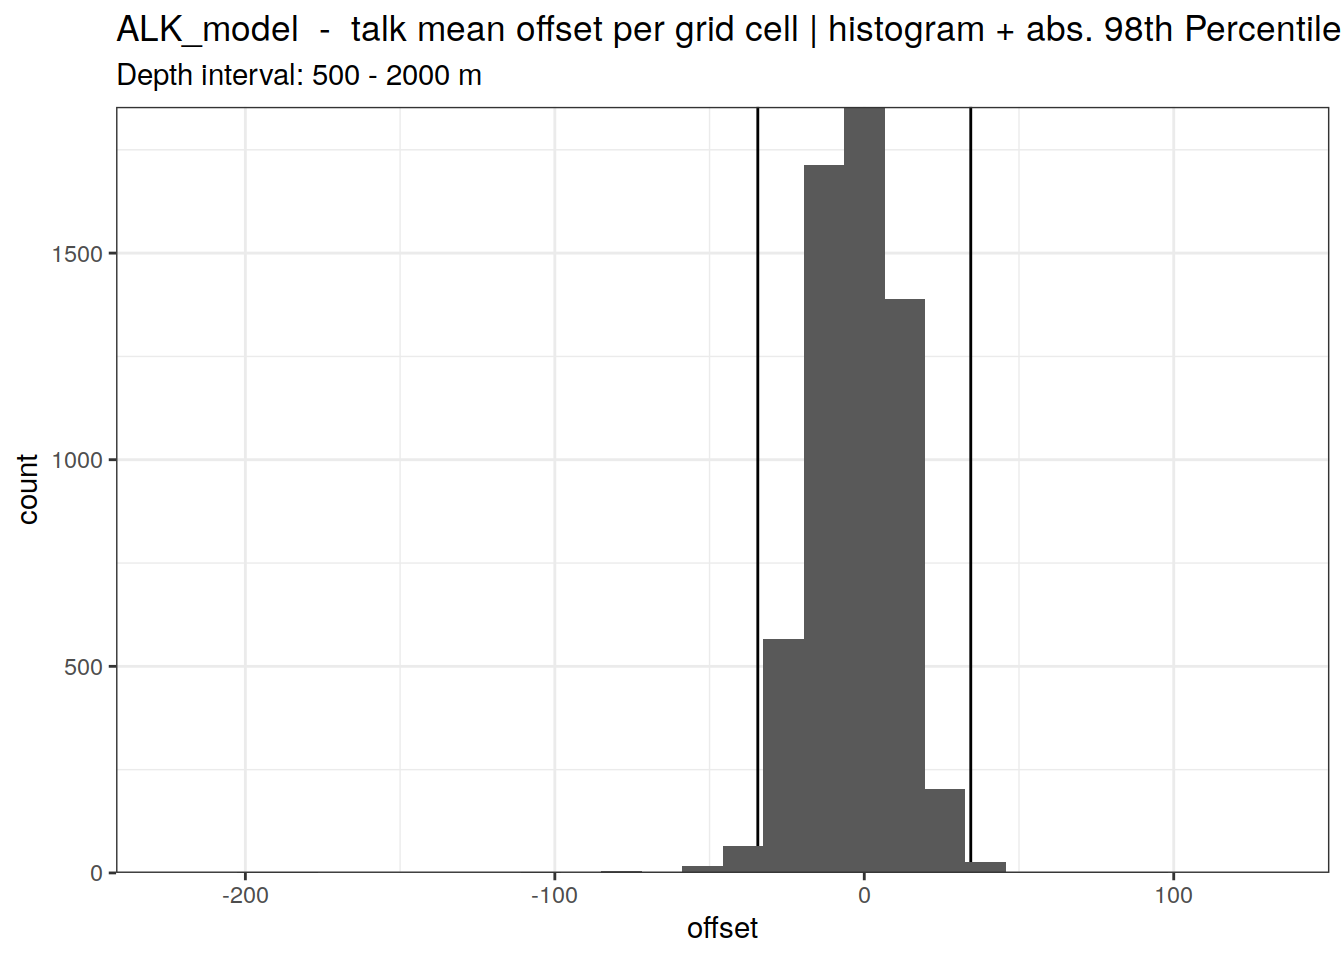 ALK_model - talk mean offset per grid cell | histogram + abs. 98th Percentile
Depth interval: 500 - 2000 m
1500
1000
500
0
count
-200 -100 0 100
offset